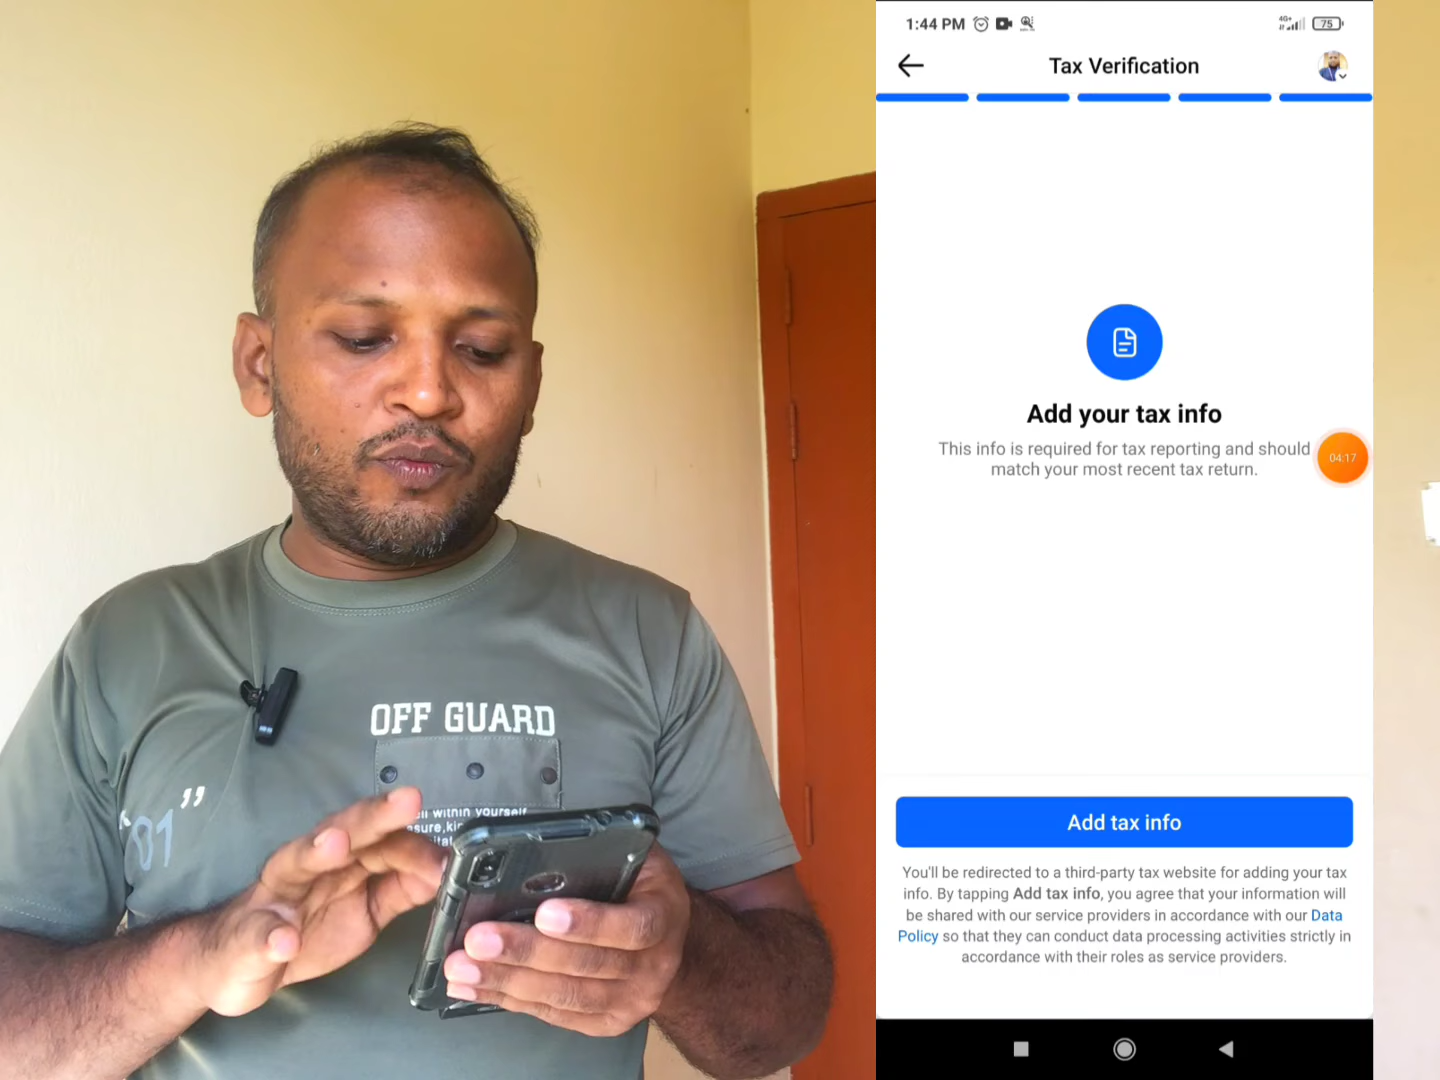 OFF GUARD
within yourself
"01"
1:44 PM
4G+
75
Tax Verification
Add your tax info
This info is required for tax reporting and should
match your most recent tax return.
04:17
Add tax info
You'll be redirected to a third-party tax website for adding your tax
info. By tapping Add tax info, you agree that your information will
be shared with our service providers in accordance with our Data
Policy so that they can conduct data processing activities strictly in
accordance with their roles as service providers.